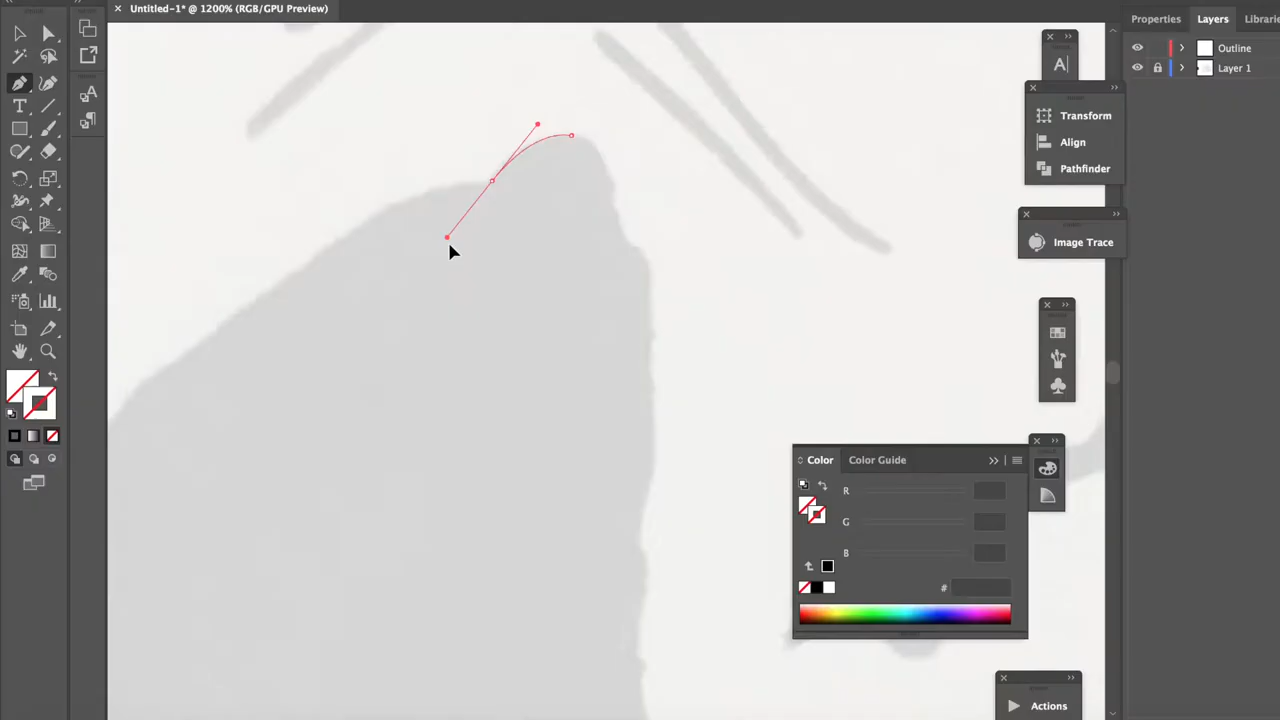 Untitled-1* @ 1200% (RGB/GPU Preview)
Properties
Layers
Librarie
Outline
Layer 1
Transform
Align
Pathfinder
Image Trace
Color
Color Guide
R
G
B
#
Actions